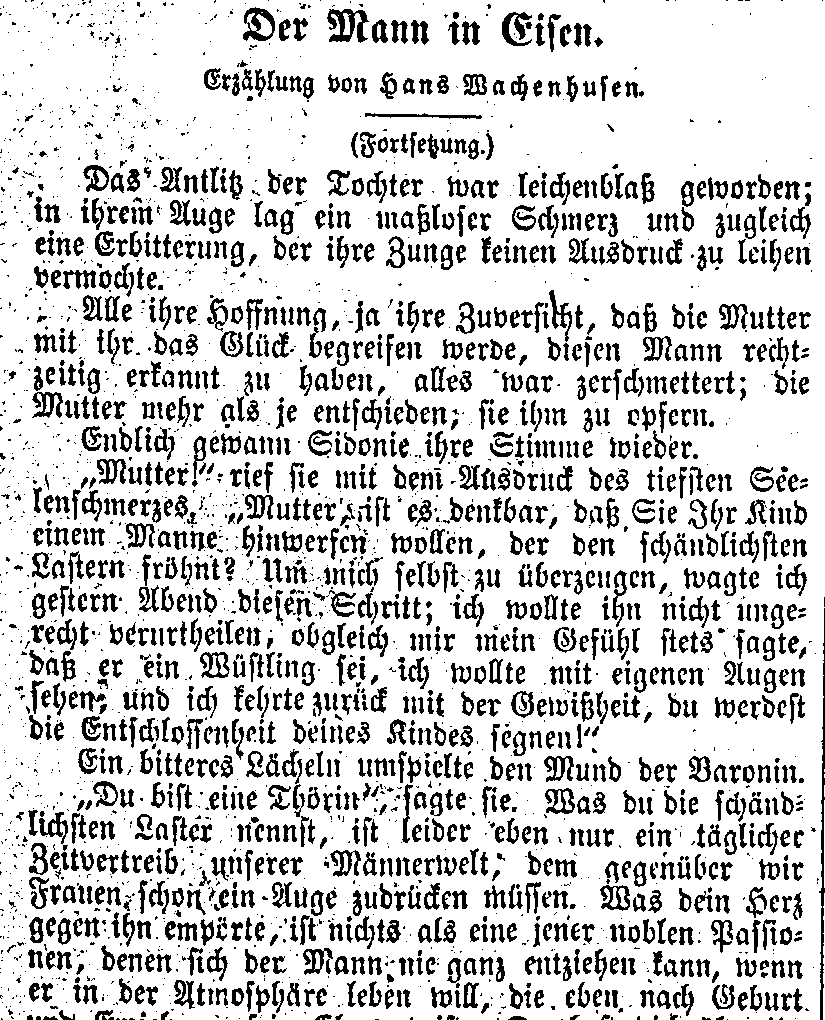 Der Mann in Eisen.
Erzählung von Hans Wachenhusen.
(Fortsetzung.)
Das Antlitz der Tochter war leichenblaß geworden;
in ihrem Auge lag ein maßloser Schmerz und zugleich
eine Erbitterung, der ihre Zunge keinen Ausdruck zu leihen
vermochte.
Alle ihre Hoffnung, ja ihre Zuversicht, daß die Mutter
mit ihr das Glück begreifen werde, diesen Mann recht-
zeitig erkannt zu haben, alles war zerschmettert; die
Mutter mehr als je entschieden, sie ihm zu opfern.
Endlich gewann Sidonie ihre Stimme wieder.
„Mutter!“ rief sie mit dem Ausdruck des tiefsten See-
lenschmerzes. „Mutter, ist es denkbar, daß Sie Ihr Kind
einem Manne hinwerfen wollen, der den schändlichsten
Lastern fröhnt? Um mich selbst zu überzeugen, wagte ich
gestern Abend diesen Schritt; ich wollte ihn nicht unge-
recht verurtheilen, obgleich mir mein Gefühl stets sagte,
daß er ein Wüstling sei, ich wollte mit eigenen Augen
sehen, und ich kehrte zurück mit der Gewißheit, du werdest
die Entschlossenheit deines Kindes segnen!“
Ein bitteres Lächeln umspielte den Mund der Baronin.
„Du bist eine Thörin“, sagte sie. Was du die schänd-
lichsten Laster nennst, ist leider eben nur ein täglicher
Zeitvertreib unserer Männerwelt, dem gegenüber wir
Frauen schon ein Auge zudrücken müssen. Was dein Herz
gegen ihn empörte, ist nichts als eine jener noblen Passio-
nen, denen sich der Mann nie ganz entziehen kann, wenn
er in der Atmosphäre leben will, die eben nach Geburt